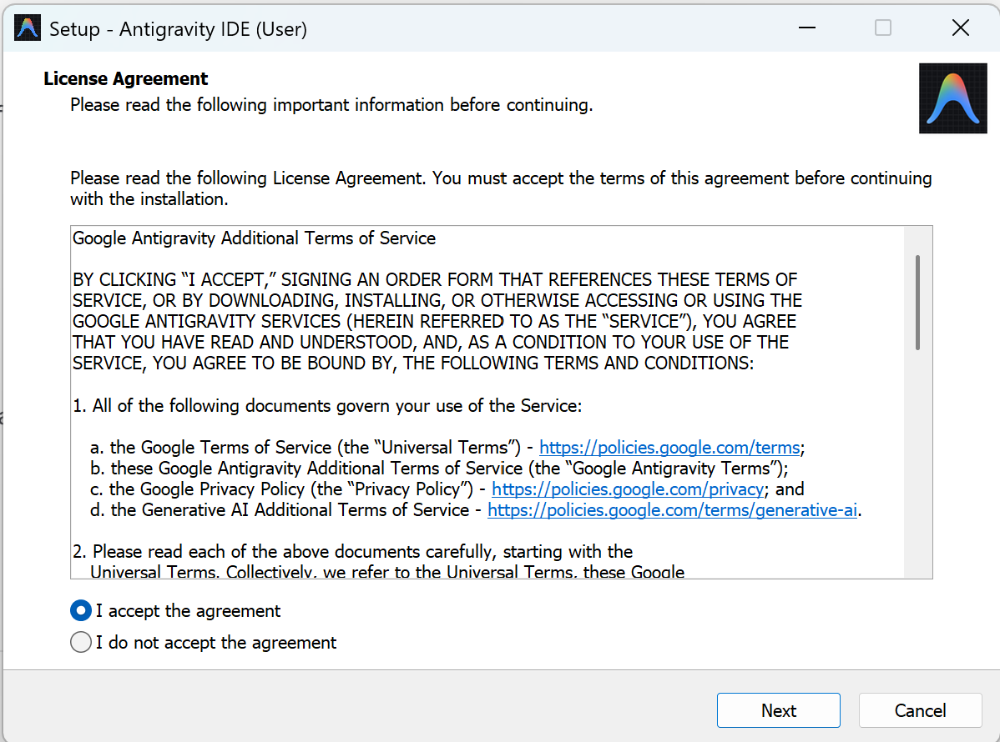 Setup - Antigravity IDE (User)
License Agreement
Please read the following important information before continuing.
Please read the following License Agreement. You must accept the terms of this agreement before continuing
with the installation.
Google Antigravity Additional Terms of Service
BY CLICKING “I ACCEPT,” SIGNING AN ORDER FORM THAT REFERENCES THESE TERMS OF
SERVICE, OR BY DOWNLOADING, INSTALLING, OR OTHERWISE ACCESSING OR USING THE
GOOGLE ANTIGRAVITY SERVICES (HEREIN REFERRED TO AS THE “SERVICE”), YOU AGREE
THAT YOU HAVE READ AND UNDERSTOOD, AND, AS A CONDITION TO YOUR USE OF THE
SERVICE, YOU AGREE TO BE BOUND BY, THE FOLLOWING TERMS AND CONDITIONS:
1. All of the following documents govern your use of the Service:
a. the Google Terms of Service (the “Universal Terms”) - https://policies.google.com/terms;
b. these Google Antigravity Additional Terms of Service (the “Google Antigravity Terms”);
c. the Google Privacy Policy (the “Privacy Policy”) - https://policies.google.com/privacy; and
d. the Generative AI Additional Terms of Service - https://policies.google.com/terms/generative-ai.
2. Please read each of the above documents carefully, starting with the
Universal Terms. Collectively, we refer to the Universal Terms, these Google
I accept the agreement
I do not accept the agreement
Next
Cancel